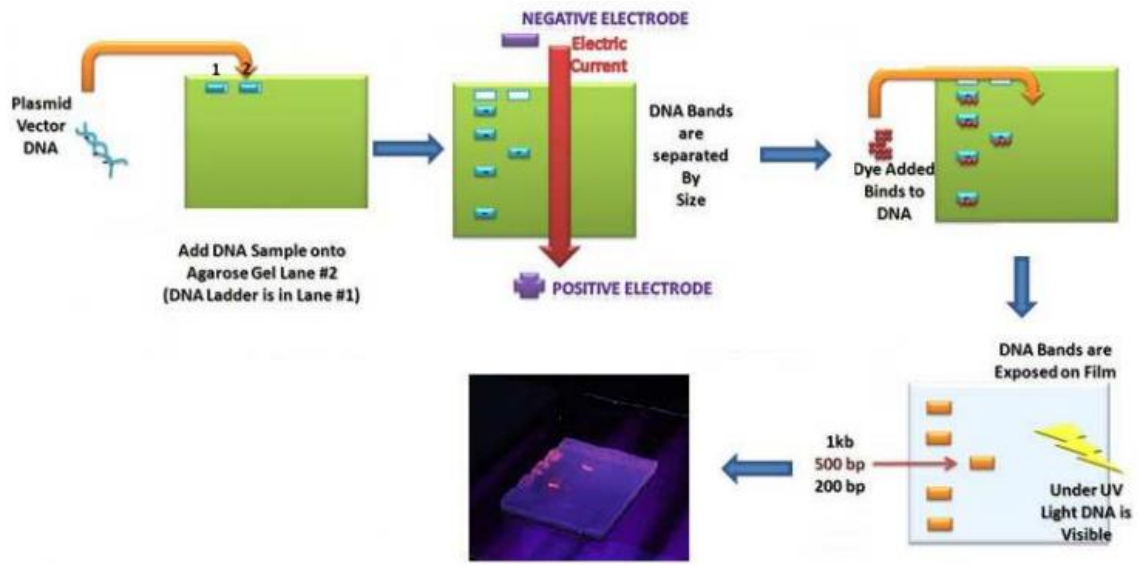 Plasmid
Vector
DNA
1 2
Add DNA Sample onto
Agarose Gel Lane #2
(DNA Ladder is in Lane #1)
NEGATIVE ELECTRODE
Electric
Current
DNA Bands
are
separated
By
Size
POSITIVE ELECTRODE
Dye Added
Binds to
DNA
DNA Bands are
Exposed on Film
1kb
500 bp
200 bp
Under UV
Light DNA is
Visible